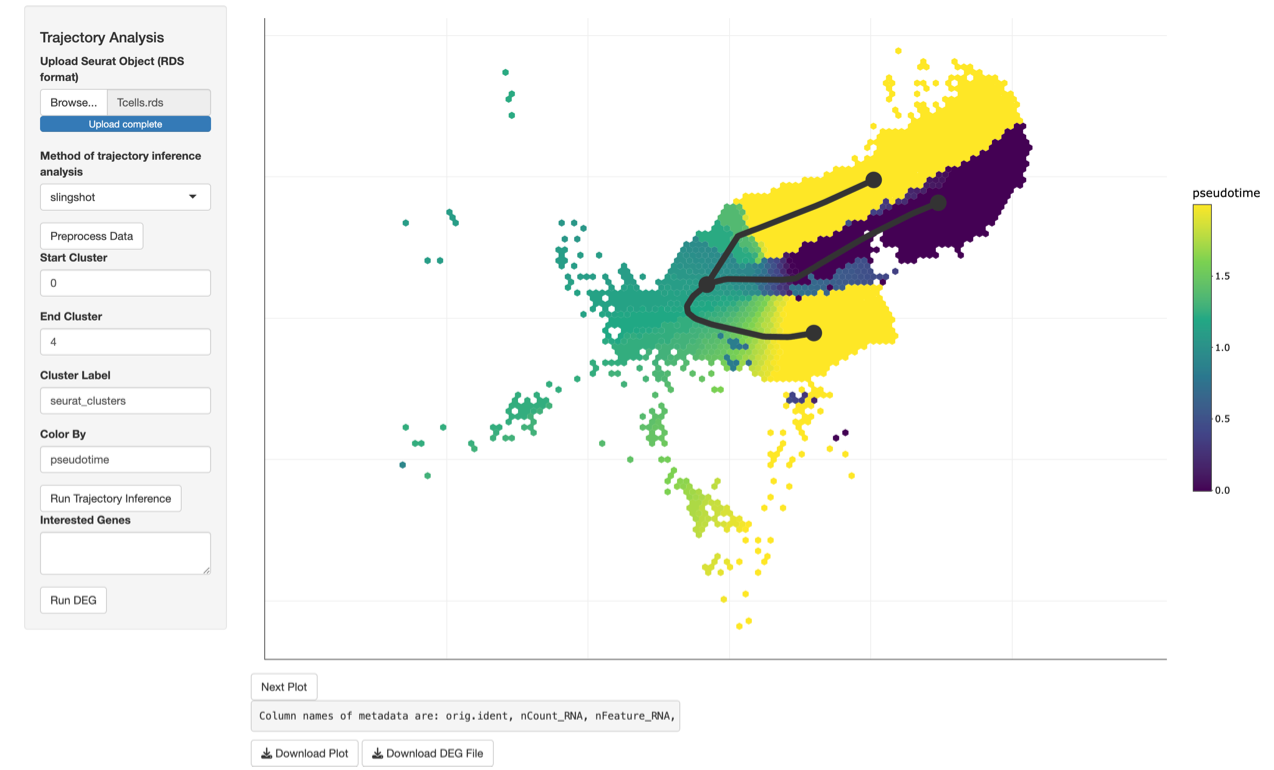 Trajectory Analysis
Upload Seurat Object (RDS
format)
Browse...
Tcells.rds
Upload complete
Method of trajectory inference
analysis
slingshot
Preprocess Data
Start Cluster
0
End Cluster
4
Cluster Label
seurat_clusters
Color By
pseudotime
Run Trajectory Inference
Interested Genes
Run DEG
pseudotime
1.5
1.0
0.5
0.0
Next Plot
Column names of metadata are: orig.ident, nCount_RNA, nFeature_RNA,
Download Plot
Download DEG File